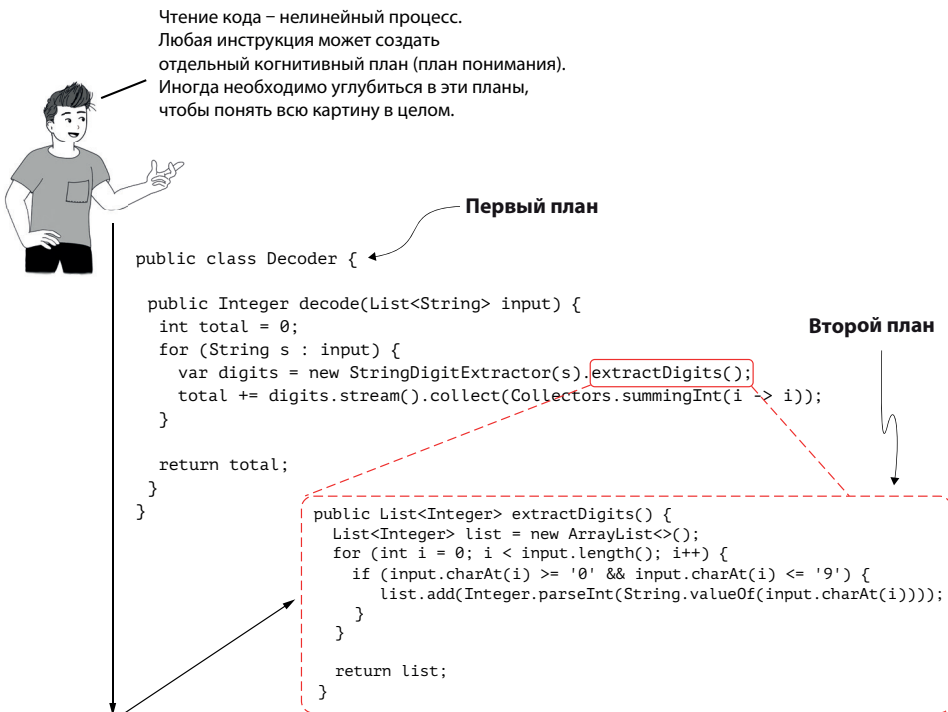 Чтение кода – нелинейный процесс.
Любая инструкция может создать
отдельный когнитивный план (план понимания).
Иногда необходимо углубиться в эти планы,
чтобы понять всю картину в целом.
Первый план
public class Decoder {
public Integer decode(List<String> input) {
int total = 0;
for (String s : input) {
var digits = new StringDigitExtractor(s).extractDigits();
total += digits.stream().collect(Collectors.summingInt(i -> i));
}
return total;
}
}
Второй план
public List<Integer> extractDigits() {
List<Integer> list = new ArrayList<>();
for (int i = 0; i < input.length(); i++) {
if (input.charAt(i) >= '0' && input.charAt(i) <= '9') {
list.add(Integer.parseInt(String.valueOf(input.charAt(i))));
}
}
return list;
}